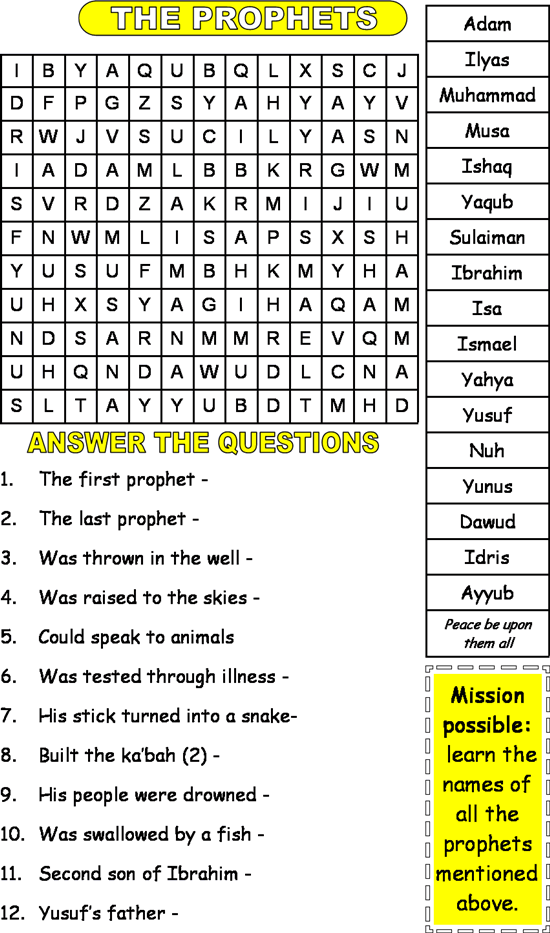 THE PROPHETS
I B Y A Q U B Q L X S C J
D F P G Z S Y A H Y A Y V
R W J V S U C I L Y A S N
I A D A M L B B K R G W M
S V R D Z A K R M I J I U
F N W M L I S A P S X S H
Y U S U F M B H K M Y H A
U H X S Y A G I H A Q A M
N D S A R N M M R E V Q M
U H Q N D A W U D L C N A
S L T A Y Y U B D T M H D
ANSWER THE QUESTIONS
1. The first prophet -
2. The last prophet -
3. Was thrown in the well -
4. Was raised to the skies -
5. Could speak to animals
6. Was tested through illness -
7. His stick turned into a snake-
8. Built the ka’bah (2) -
9. His people were drowned -
10. Was swallowed by a fish -
11. Second son of Ibrahim -
12. Yusuf’s father -
Adam
Ilyas
Muhammad
Musa
Ishaq
Yaqub
Sulaiman
Ibrahim
Isa
Ismael
Yahya
Yusuf
Nuh
Yunus
Dawud
Idris
Ayyub
Peace be upon
them all
Mission
possible:
learn the
names of
all the
prophets
mentioned
above.